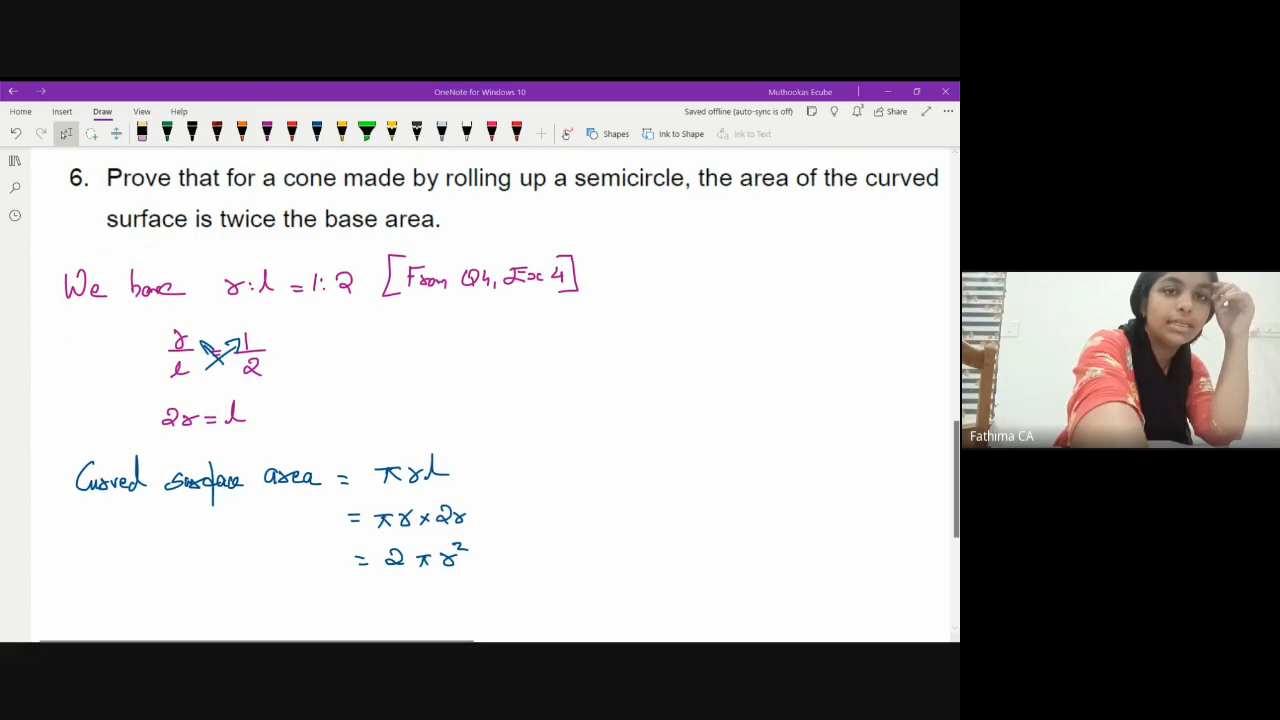 OneNote for Windows 10
Muthookas Ecube
Home Insert Draw View Help
Saved offline (auto-sync is off)
3
Share
Shapes
Ink to Shape
Ink to Text
6. Prove that for a cone made by rolling up a semicircle, the area of the curved
surface is twice the base area.
We have r:l = 1:2 [From Q4, Ex 4]
r/l = 1/2
2r = l
Curved surface area = πrl
= πr × 2r
= 2πr²
Fathima CA